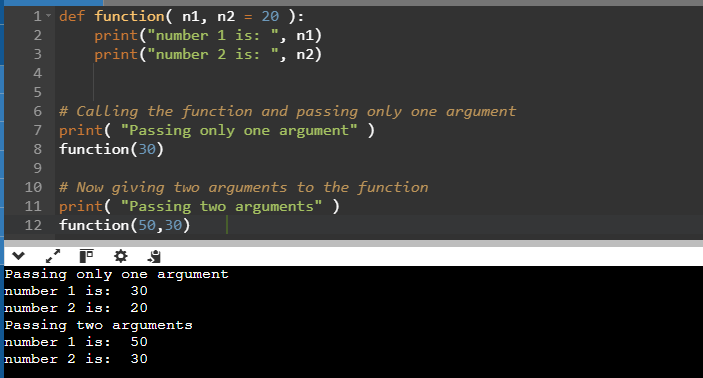 1 def function( n1, n2 = 20 ):
2     print("number 1 is: ", n1)
3     print("number 2 is: ", n2)
4
5
6 # Calling the function and passing only one argument
7 print( "Passing only one argument" )
8 function(30)
9
10 # Now giving two arguments to the function
11 print( "Passing two arguments" )
12 function(50,30)
Passing only one argument
number 1 is:  30
number 2 is:  20
Passing two arguments
number 1 is:  50
number 2 is:  30